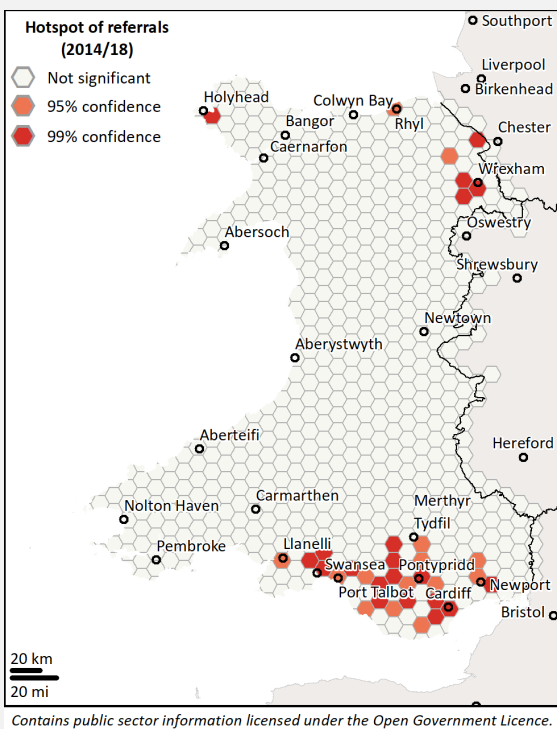 Hotspot of referrals
(2014/18)
Not significant
95% confidence
99% confidence
Southport
Liverpool
Birkenhead
Holyhead
Colwyn Bay
Rhyl
Bangor
Chester
Caernarfon
Wrexham
Oswestry
Abersoch
Shrewsbury
Newtown
Aberystwyth
Aberteifi
Hereford
Carmarthen
Merthyr
Tydfil
Nolton Haven
Pembroke
Llanelli
Swansea
Pontypridd
Port Talbot
Cardiff
Newport
Bristol
20 km
20 mi
Contains public sector information licensed under the Open Government Licence.